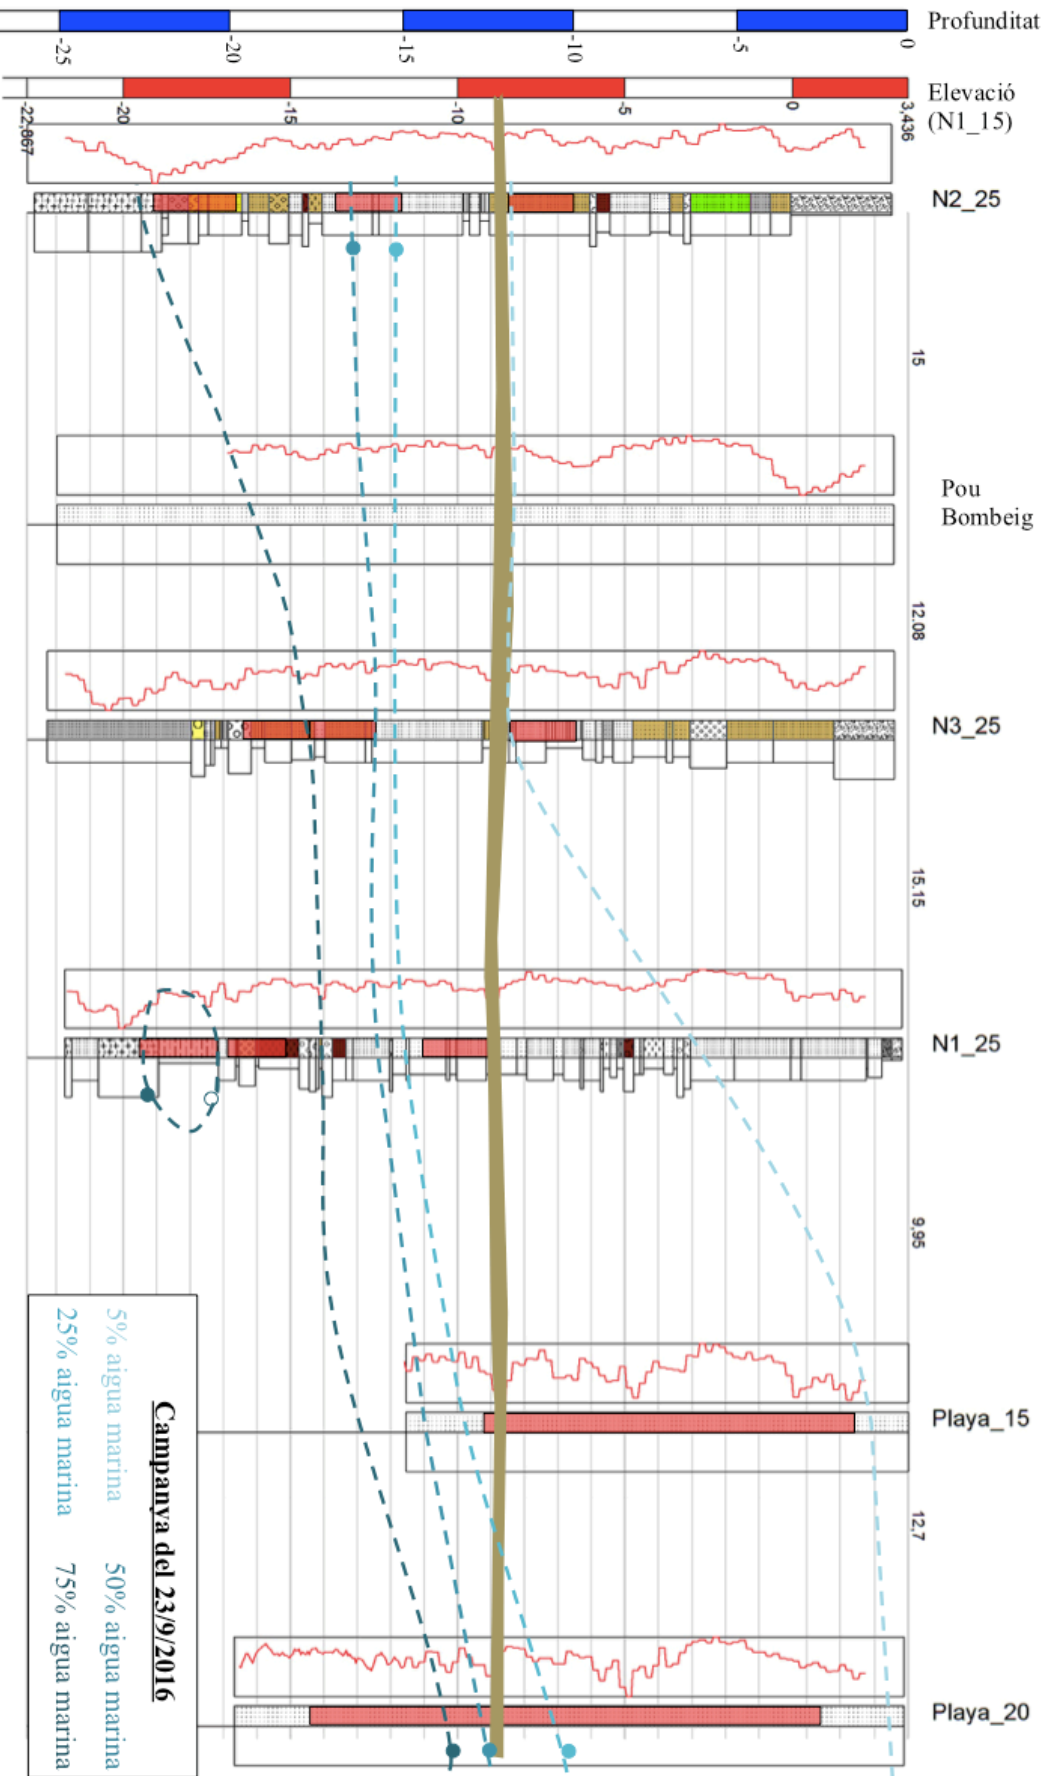 Profunditat
0
-5
-10
-15
-20
-25
Elevació
(N1_15)
3,436
0
-5
-10
-15
-20
-22,667
N2_25
15
Pou
Bombeig
12.08
N3_25
15.15
N1_25
9,95
Playa_15
12,7
Playa_20
Campanya del 23/9/2016
5% aigua marina
50% aigua marina
25% aigua marina
75% aigua marina